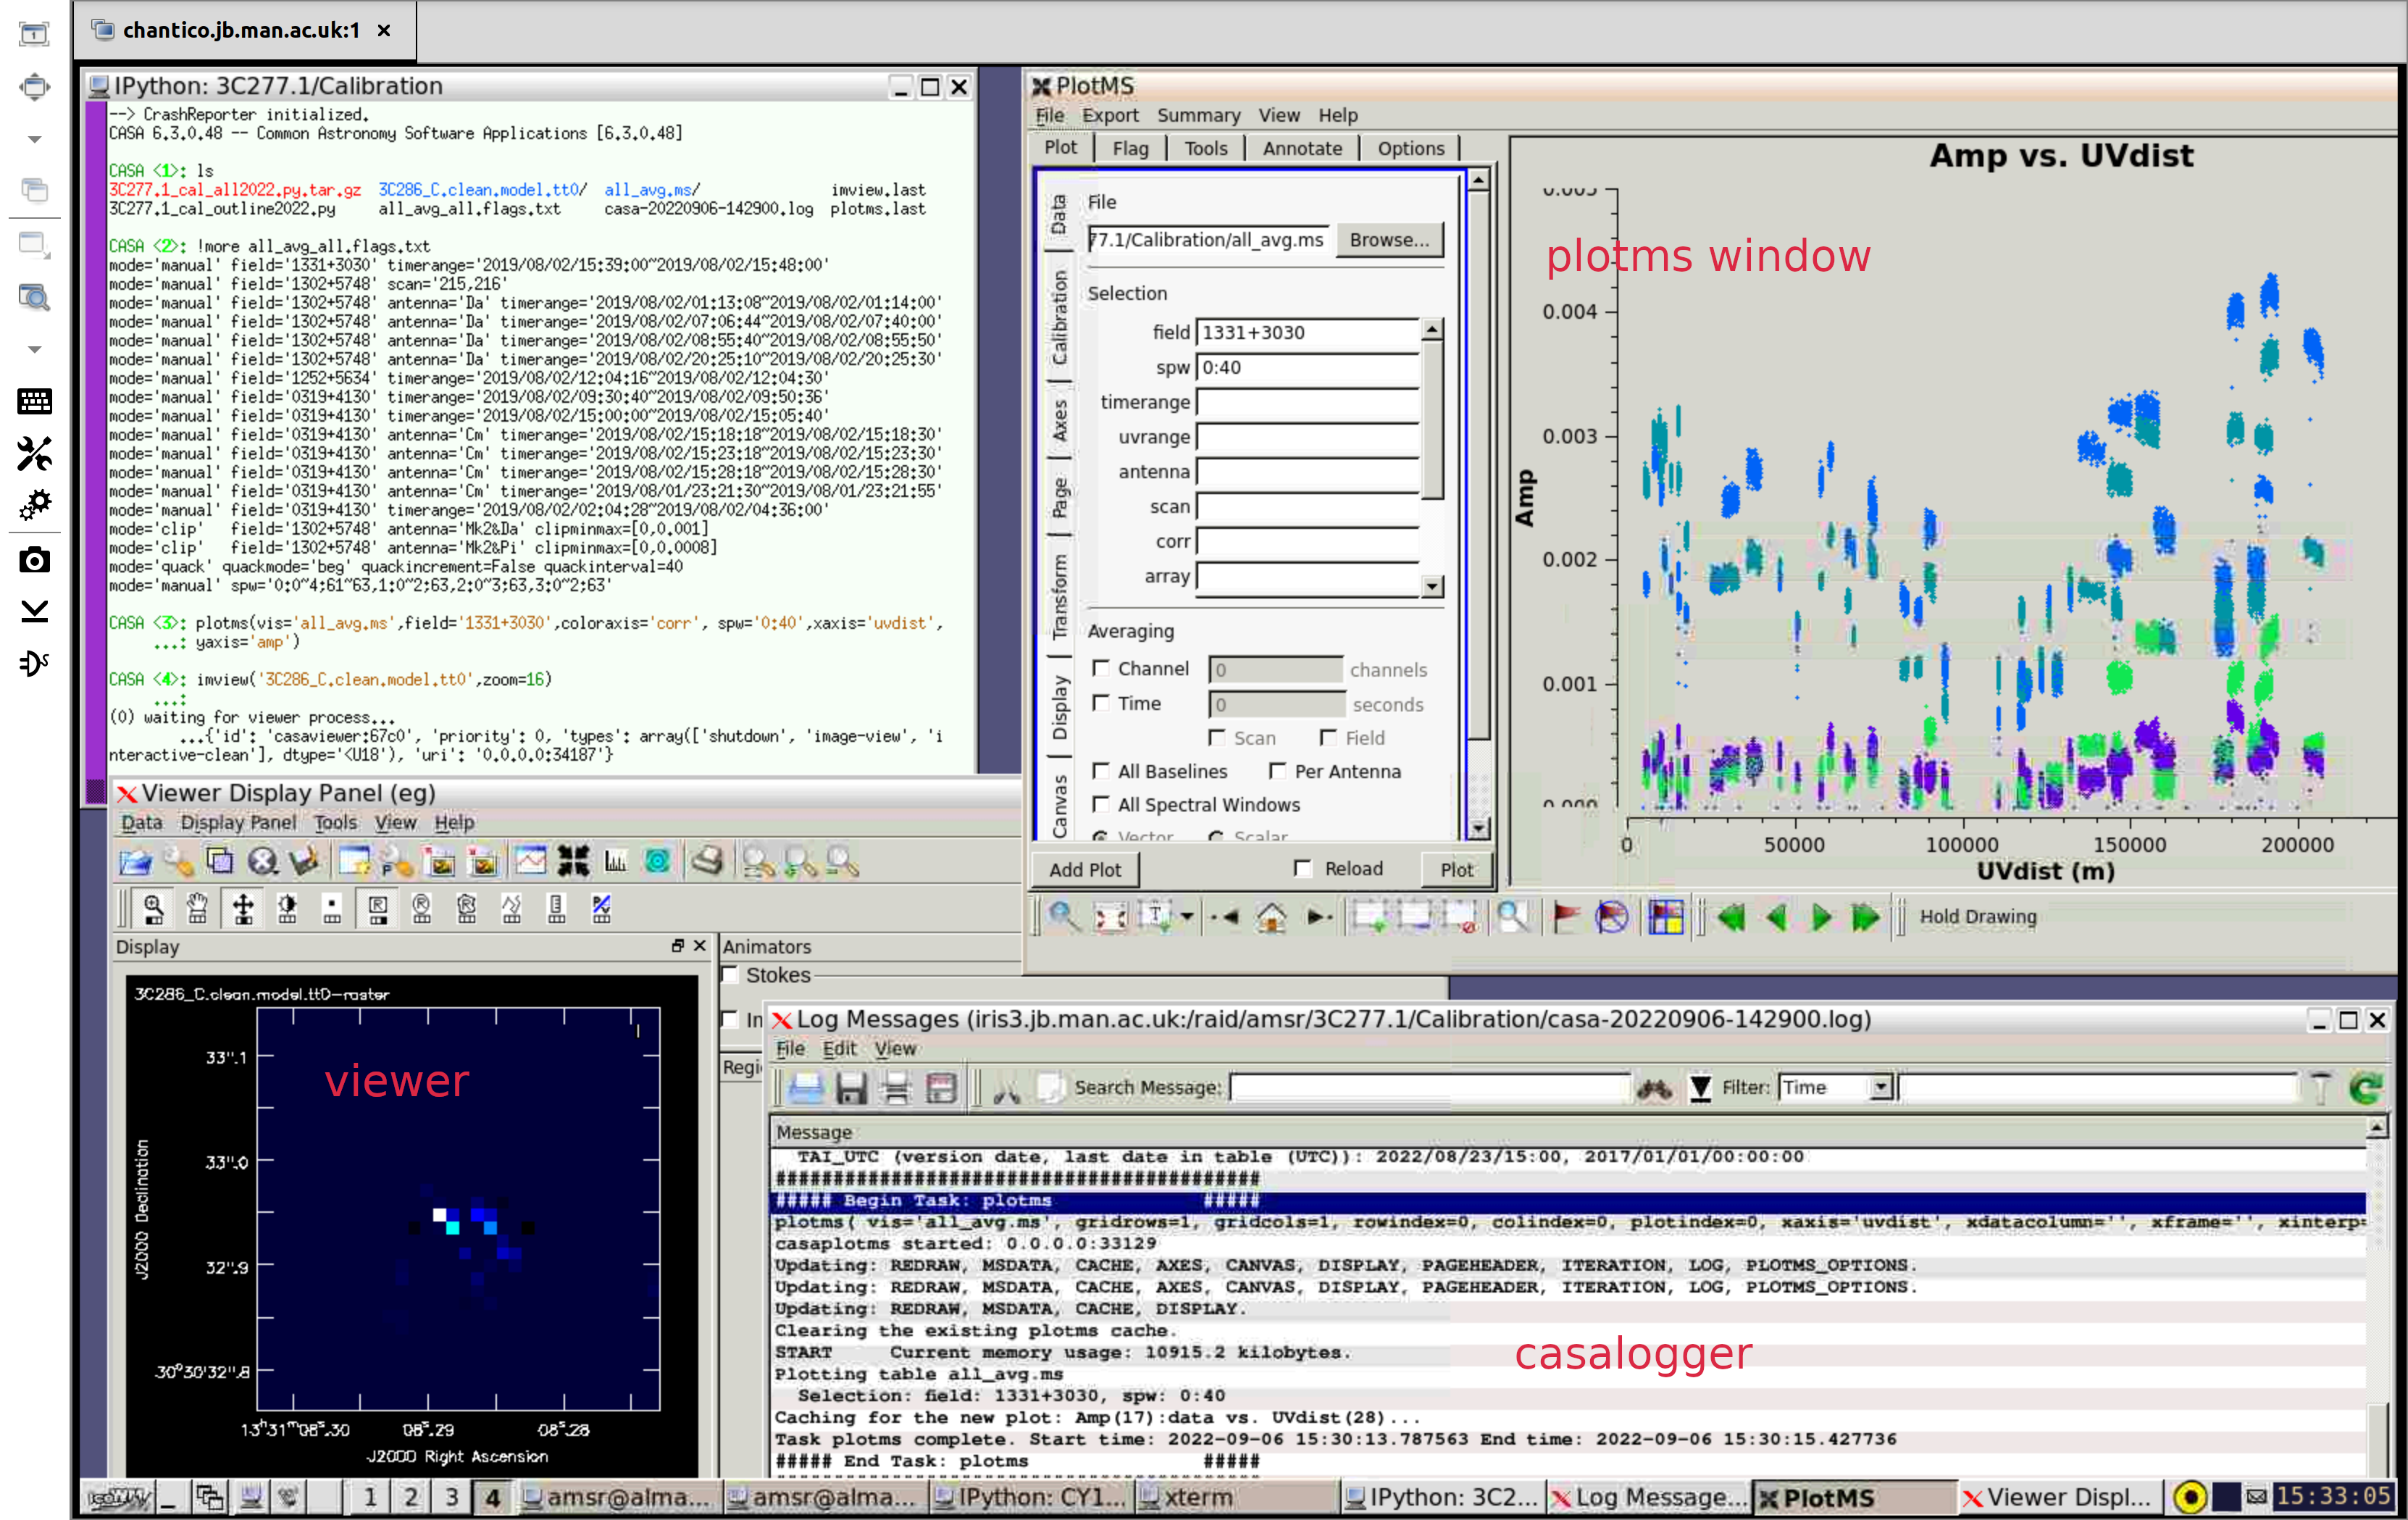 chantico.jb.man.ac.uk:1 ×
IPython: 3C277.1/Calibration
--> CrashReporter initialized.
CASA 6.3.0.48 -- Common Astronomy Software Applications [6.3.0.48]
CASA <1>: ls
3C277.1_cal_all2022.py.tar.gz 3C286_C.clean.model.tt0/ all_avg.ms/ imview.last
3C277.1_cal_outline2022.py all_avg_all.flags.txt casa-20220906-142900.log plotms.last
CASA <2>: !more all_avg_all.flags.txt
mode='manual' field='1331+3030' timerange='2019/08/02/15:39:00~2019/08/02/15:48:00'
mode='manual' field='1302+5748' scan='215,216'
mode='manual' field='1302+5748' antenna='Da' timerange='2019/08/02/01:13:08~2019/08/02/01:14:00'
mode='manual' field='1302+5748' antenna='Da' timerange='2019/08/02/07:06:44~2019/08/02/07:40:00'
mode='manual' field='1302+5748' antenna='Da' timerange='2019/08/02/08:55:40~2019/08/02/08:55:50'
mode='manual' field='1302+5748' antenna='Da' timerange='2019/08/02/20:25:10~2019/08/02/20:25:30'
mode='manual' field='1252+5634' timerange='2019/08/02/12:04:16~2019/08/02/12:04:30'
mode='manual' field='0319+4130' timerange='2019/08/02/09:30:40~2019/08/02/09:50:36'
mode='manual' field='0319+4130' timerange='2019/08/02/15:00:00~2019/08/02/15:05:40'
mode='manual' field='0319+4130' antenna='Cm' timerange='2019/08/02/15:18:18~2019/08/02/15:18:30'
mode='manual' field='0319+4130' antenna='Cm' timerange='2019/08/02/15:23:18~2019/08/02/15:23:30'
mode='manual' field='0319+4130' antenna='Cm' timerange='2019/08/02/15:28:18~2019/08/02/15:28:30'
mode='manual' field='0319+4130' antenna='Cm' timerange='2019/08/01/23:21:30~2019/08/01/23:21:55'
mode='manual' field='0319+4130' timerange='2019/08/02/02:04:28~2019/08/02/04:36:00'
mode='clip' field='1302+5748' antenna='Mk2&Da' clipminmax=[0,0.001]
mode='clip' field='1302+5748' antenna='Mk2&Pi' clipminmax=[0,0.0008]
mode='quack' quackmode='beg' quackincrement=False quackinterval=40
mode='manual' spw='0:0~4;61~63,1:0~2;63,2:0~3;63,3:0~2;63'
CASA <3>: plotms(vis='all_avg.ms',field='1331+3030',coloraxis='corr', spw='0:40',xaxis='uvdist',
...: yaxis='amp')
CASA <4>: imview('3C286_C.clean.model.tt0',zoom=16)
...:
(0) waiting for viewer process...
...{'id': 'casaviewer:67c0', 'priority': 0, 'types': array(['shutdown', 'image-view', 'i
nteractive-clean'], dtype='<U18'), 'uri': '0.0.0.0:34187'}
PlotMS
File Export Summary View Help
Plot Flag Tools Annotate Options
Data
Calibration
Axes
Page
Transform
Display
Canvas
File
77.1/Calibration/all_avg.ms Browse...
Selection
field 1331+3030
spw 0:40
timerange
uvrange
antenna
scan
corr
array
Averaging
Channel 0 channels
Time 0 seconds
Scan Field
All Baselines Per Antenna
All Spectral Windows
Vector Scalar
Add Plot Reload Plot
Amp vs. UVdist
plotms window
0.005
0.004
0.003
0.002
0.001
0.000
Amp
0 50000 100000 150000 200000
UVdist (m)
Hold Drawing
Viewer Display Panel (eg)
Data Display Panel Tools View Help
Display
3C286_C.clean.model.tt0-raster
viewer
33".1
33".0
32".9
30°30'32".8
J2000 Declination
13h31m08s.30 08s.29 08s.28
J2000 Right Ascension
Animators
Stokes
Log Messages (iris3.jb.man.ac.uk:/raid/amsr/3C277.1/Calibration/casa-20220906-142900.log)
File Edit View
Search Message: Filter: Time
Message
TAI_UTC (version date, last date in table (UTC)): 2022/08/23/15:00, 2017/01/01/00:00:00
##########################################
##### Begin Task: plotms #####
plotms( vis='all_avg.ms', gridrows=1, gridcols=1, rowindex=0, colindex=0, plotindex=0, xaxis='uvdist', xdatacolumn='', xframe='', xinterp=
casaplotms started: 0.0.0.0:33129
Updating: REDRAW, MSDATA, CACHE, AXES, CANVAS, DISPLAY, PAGEHEADER, ITERATION, LOG, PLOTMS_OPTIONS.
Updating: REDRAW, MSDATA, CACHE, AXES, CANVAS, DISPLAY, PAGEHEADER, ITERATION, LOG, PLOTMS_OPTIONS.
Updating: REDRAW, MSDATA, CACHE, DISPLAY.
Clearing the existing plotms cache.
START Current memory usage: 10915.2 kilobytes.
Plotting table all_avg.ms
Selection: field: 1331+3030, spw: 0:40
Caching for the new plot: Amp(17):data vs. UVdist(28)...
Task plotms complete. Start time: 2022-09-06 15:30:13.787563 End time: 2022-09-06 15:30:15.427736
##### End Task: plotms #####
casalogger
1 2 3 4 amsr@alma... amsr@alma... IPython: CY1... xterm IPython: 3C2... Log Message... PlotMS Viewer Displ... 15:33:05